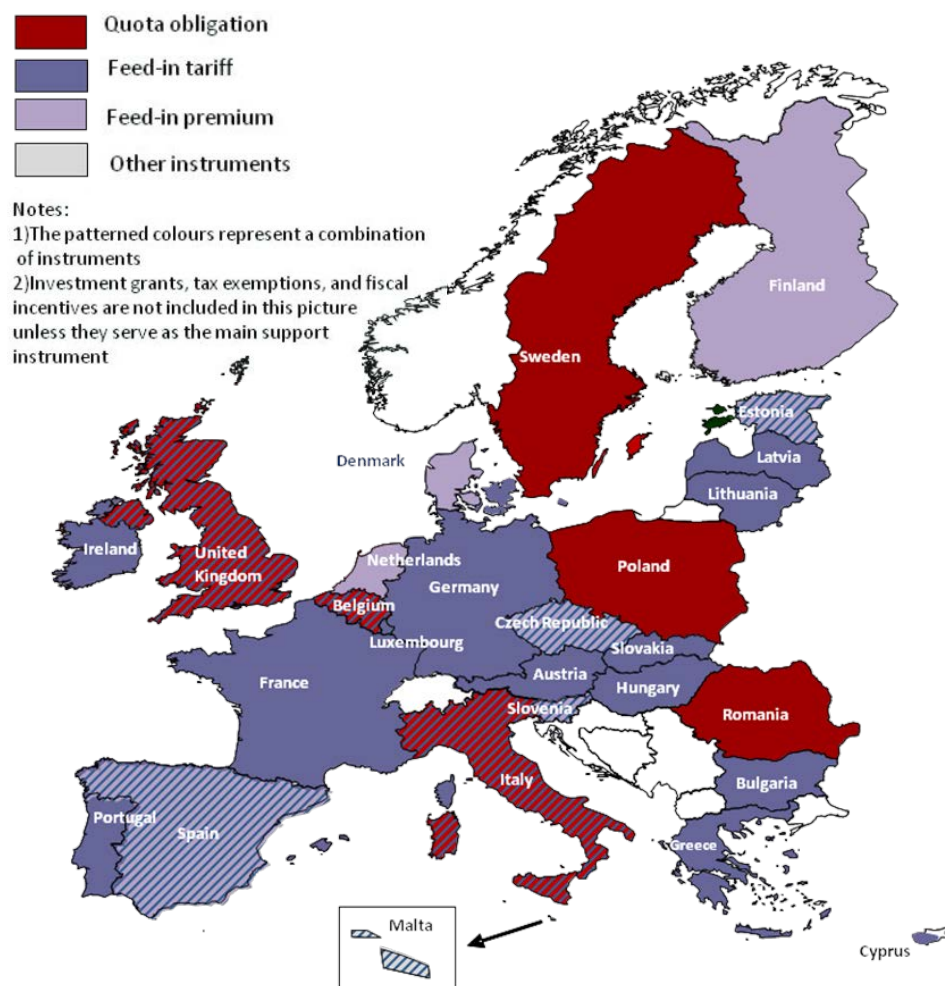 Quota obligation
Feed-in tariff
Feed-in premium
Other instruments
Notes:
1)The patterned colours represent a combination
of instruments
2)Investment grants, tax exemptions, and fiscal
incentives are not included in this picture
unless they serve as the main support
instrument
Finland
Sweden
Estonia
Denmark
Latvia
Lithuania
Ireland
United
Kingdom
Netherlands
Germany
Poland
Belgium
Czech Republic
Luxembourg
Slovakia
Austria
France
Hungary
Slovenia
Romania
Italy
Bulgaria
Portugal
Spain
Greece
Malta
Cyprus